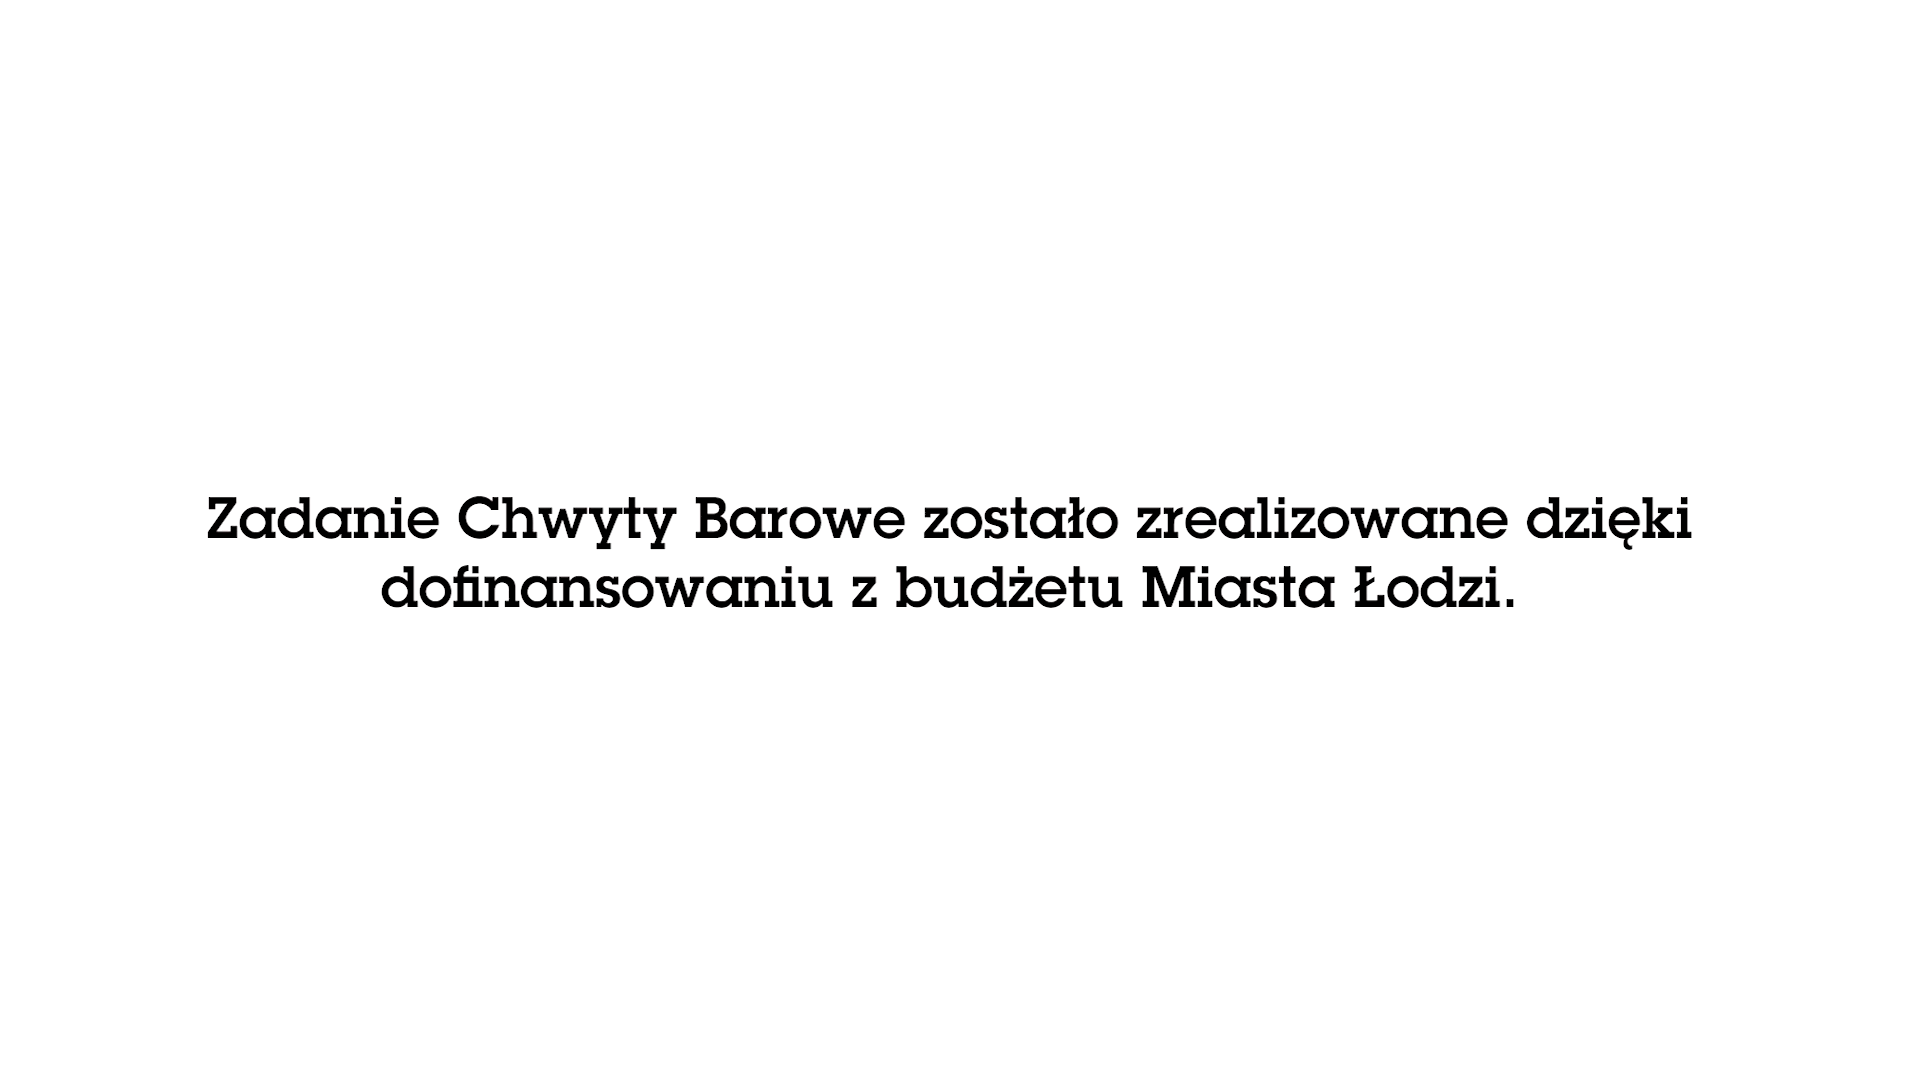 Zadanie Chwyty Barowe zostało zrealizowane dzięki
dofinansowaniu z budżetu Miasta Łodzi.